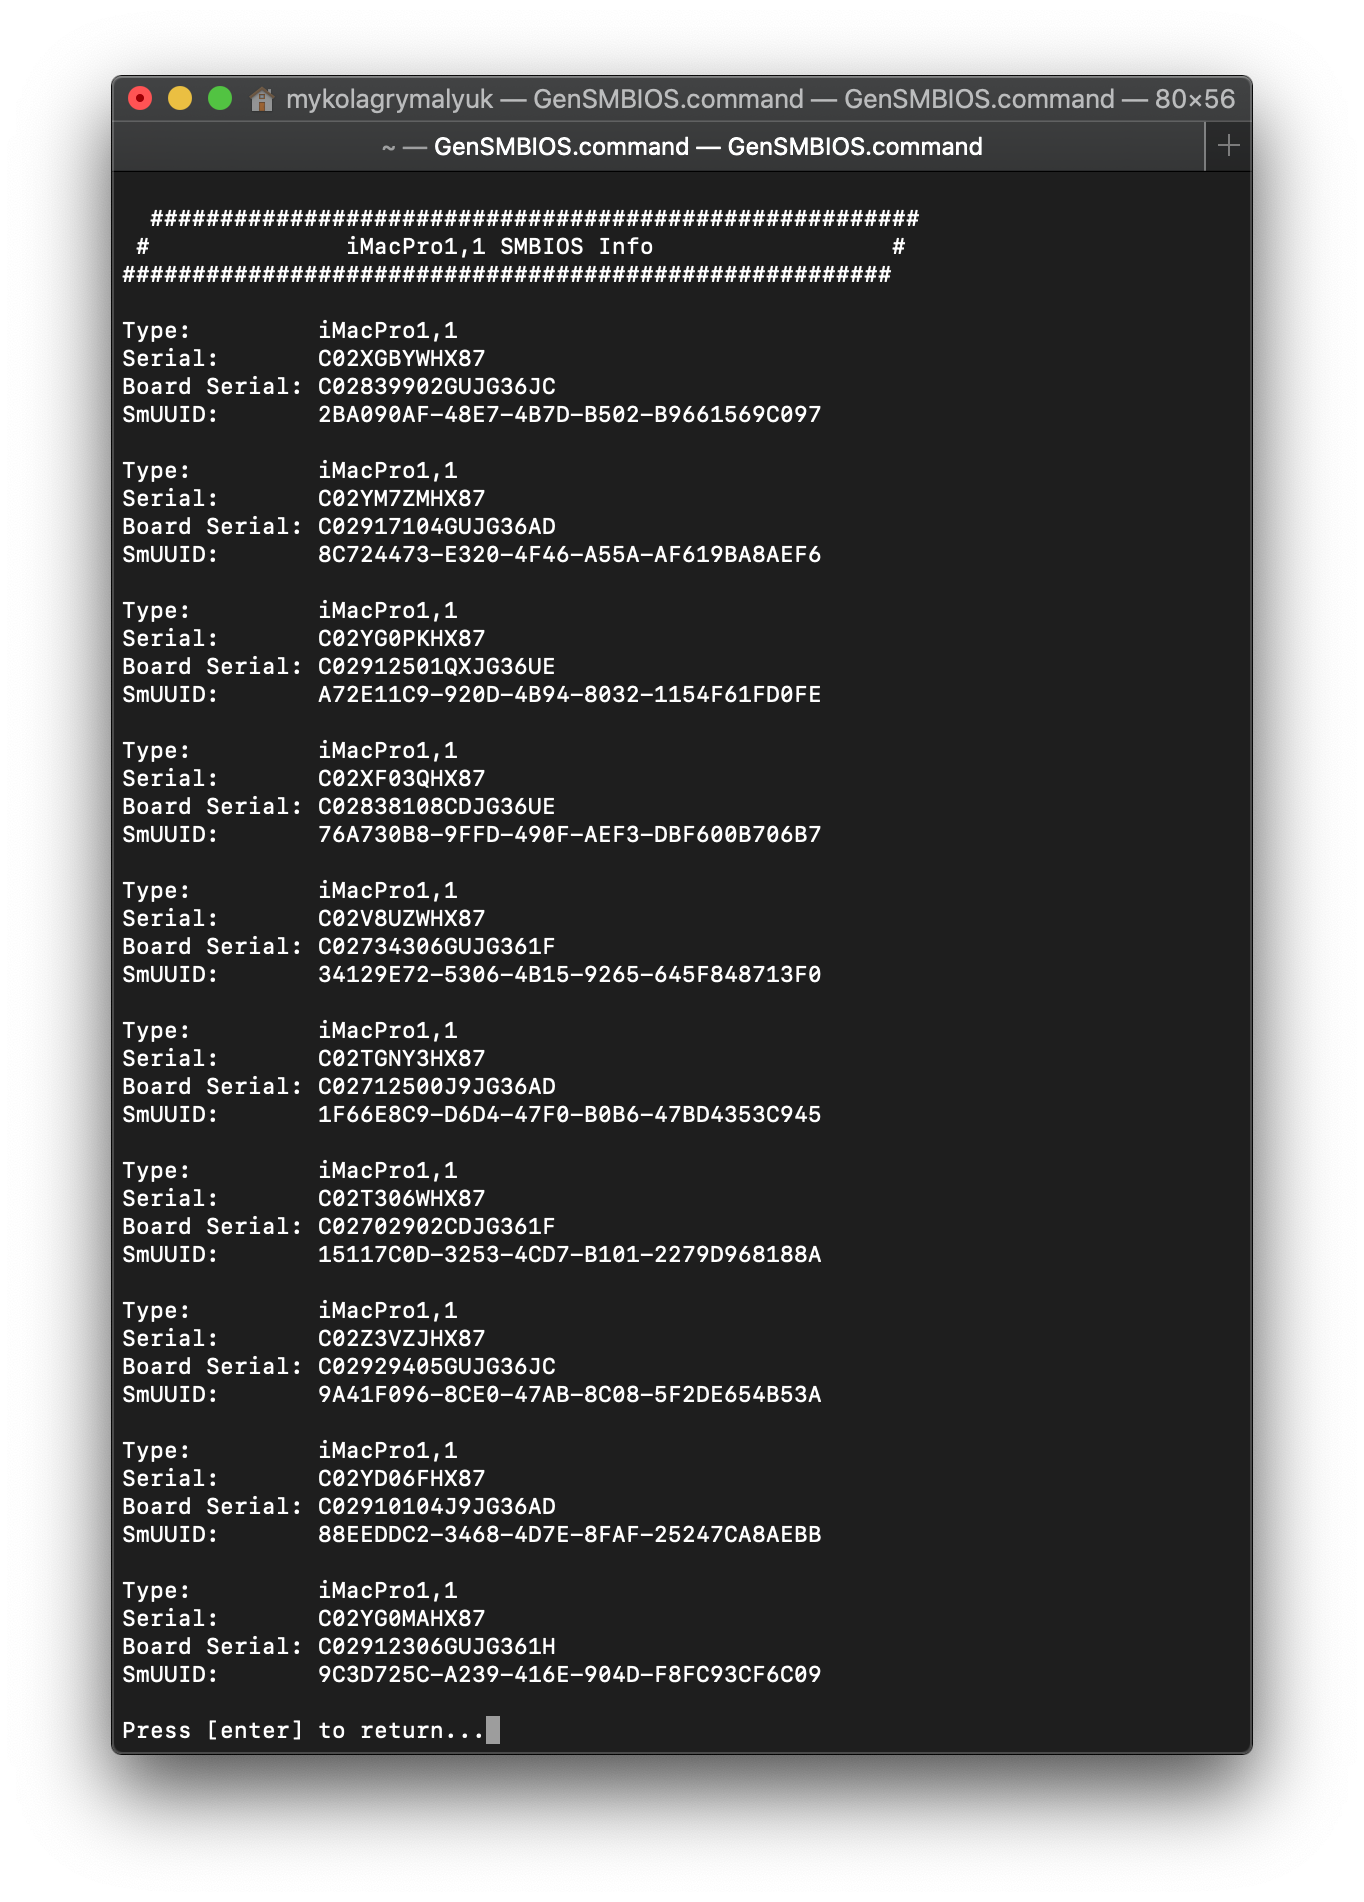 mykolagrymalyuk — GenSMBIOS.command — GenSMBIOS.command — 80×56
~ — GenSMBIOS.command — GenSMBIOS.command
#######################################################
# iMacPro1,1 SMBIOS Info #
#######################################################
Type: iMacPro1,1
Serial: C02XGBYWHX87
Board Serial: C02839902GUJG36JC
SmUUID: 2BA090AF-48E7-4B7D-B502-B9661569C097
Type: iMacPro1,1
Serial: C02YM7ZMHX87
Board Serial: C02917104GUJG36AD
SmUUID: 8C724473-E320-4F46-A55A-AF619BA8AEF6
Type: iMacPro1,1
Serial: C02YG0PKHX87
Board Serial: C02912501QXJG36UE
SmUUID: A72E11C9-920D-4B94-8032-1154F61FD0FE
Type: iMacPro1,1
Serial: C02XF03QHX87
Board Serial: C02838108CDJG36UE
SmUUID: 76A730B8-9FFD-490F-AEF3-DBF600B706B7
Type: iMacPro1,1
Serial: C02V8UZWHX87
Board Serial: C02734306GUJG361F
SmUUID: 34129E72-5306-4B15-9265-645F848713F0
Type: iMacPro1,1
Serial: C02TGNY3HX87
Board Serial: C02712500J9JG36AD
SmUUID: 1F66E8C9-D6D4-47F0-B0B6-47BD4353C945
Type: iMacPro1,1
Serial: C02T306WHX87
Board Serial: C02702902CDJG361F
SmUUID: 15117C0D-3253-4CD7-B101-2279D968188A
Type: iMacPro1,1
Serial: C02Z3VZJHX87
Board Serial: C02929405GUJG36JC
SmUUID: 9A41F096-8CE0-47AB-8C08-5F2DE654B53A
Type: iMacPro1,1
Serial: C02YD06FHX87
Board Serial: C02910104J9JG36AD
SmUUID: 88EEDDC2-3468-4D7E-8FAF-25247CA8AEBB
Type: iMacPro1,1
Serial: C02YG0MAHX87
Board Serial: C02912306GUJG361H
SmUUID: 9C3D725C-A239-416E-904D-F8FC93CF6C09
Press [enter] to return...